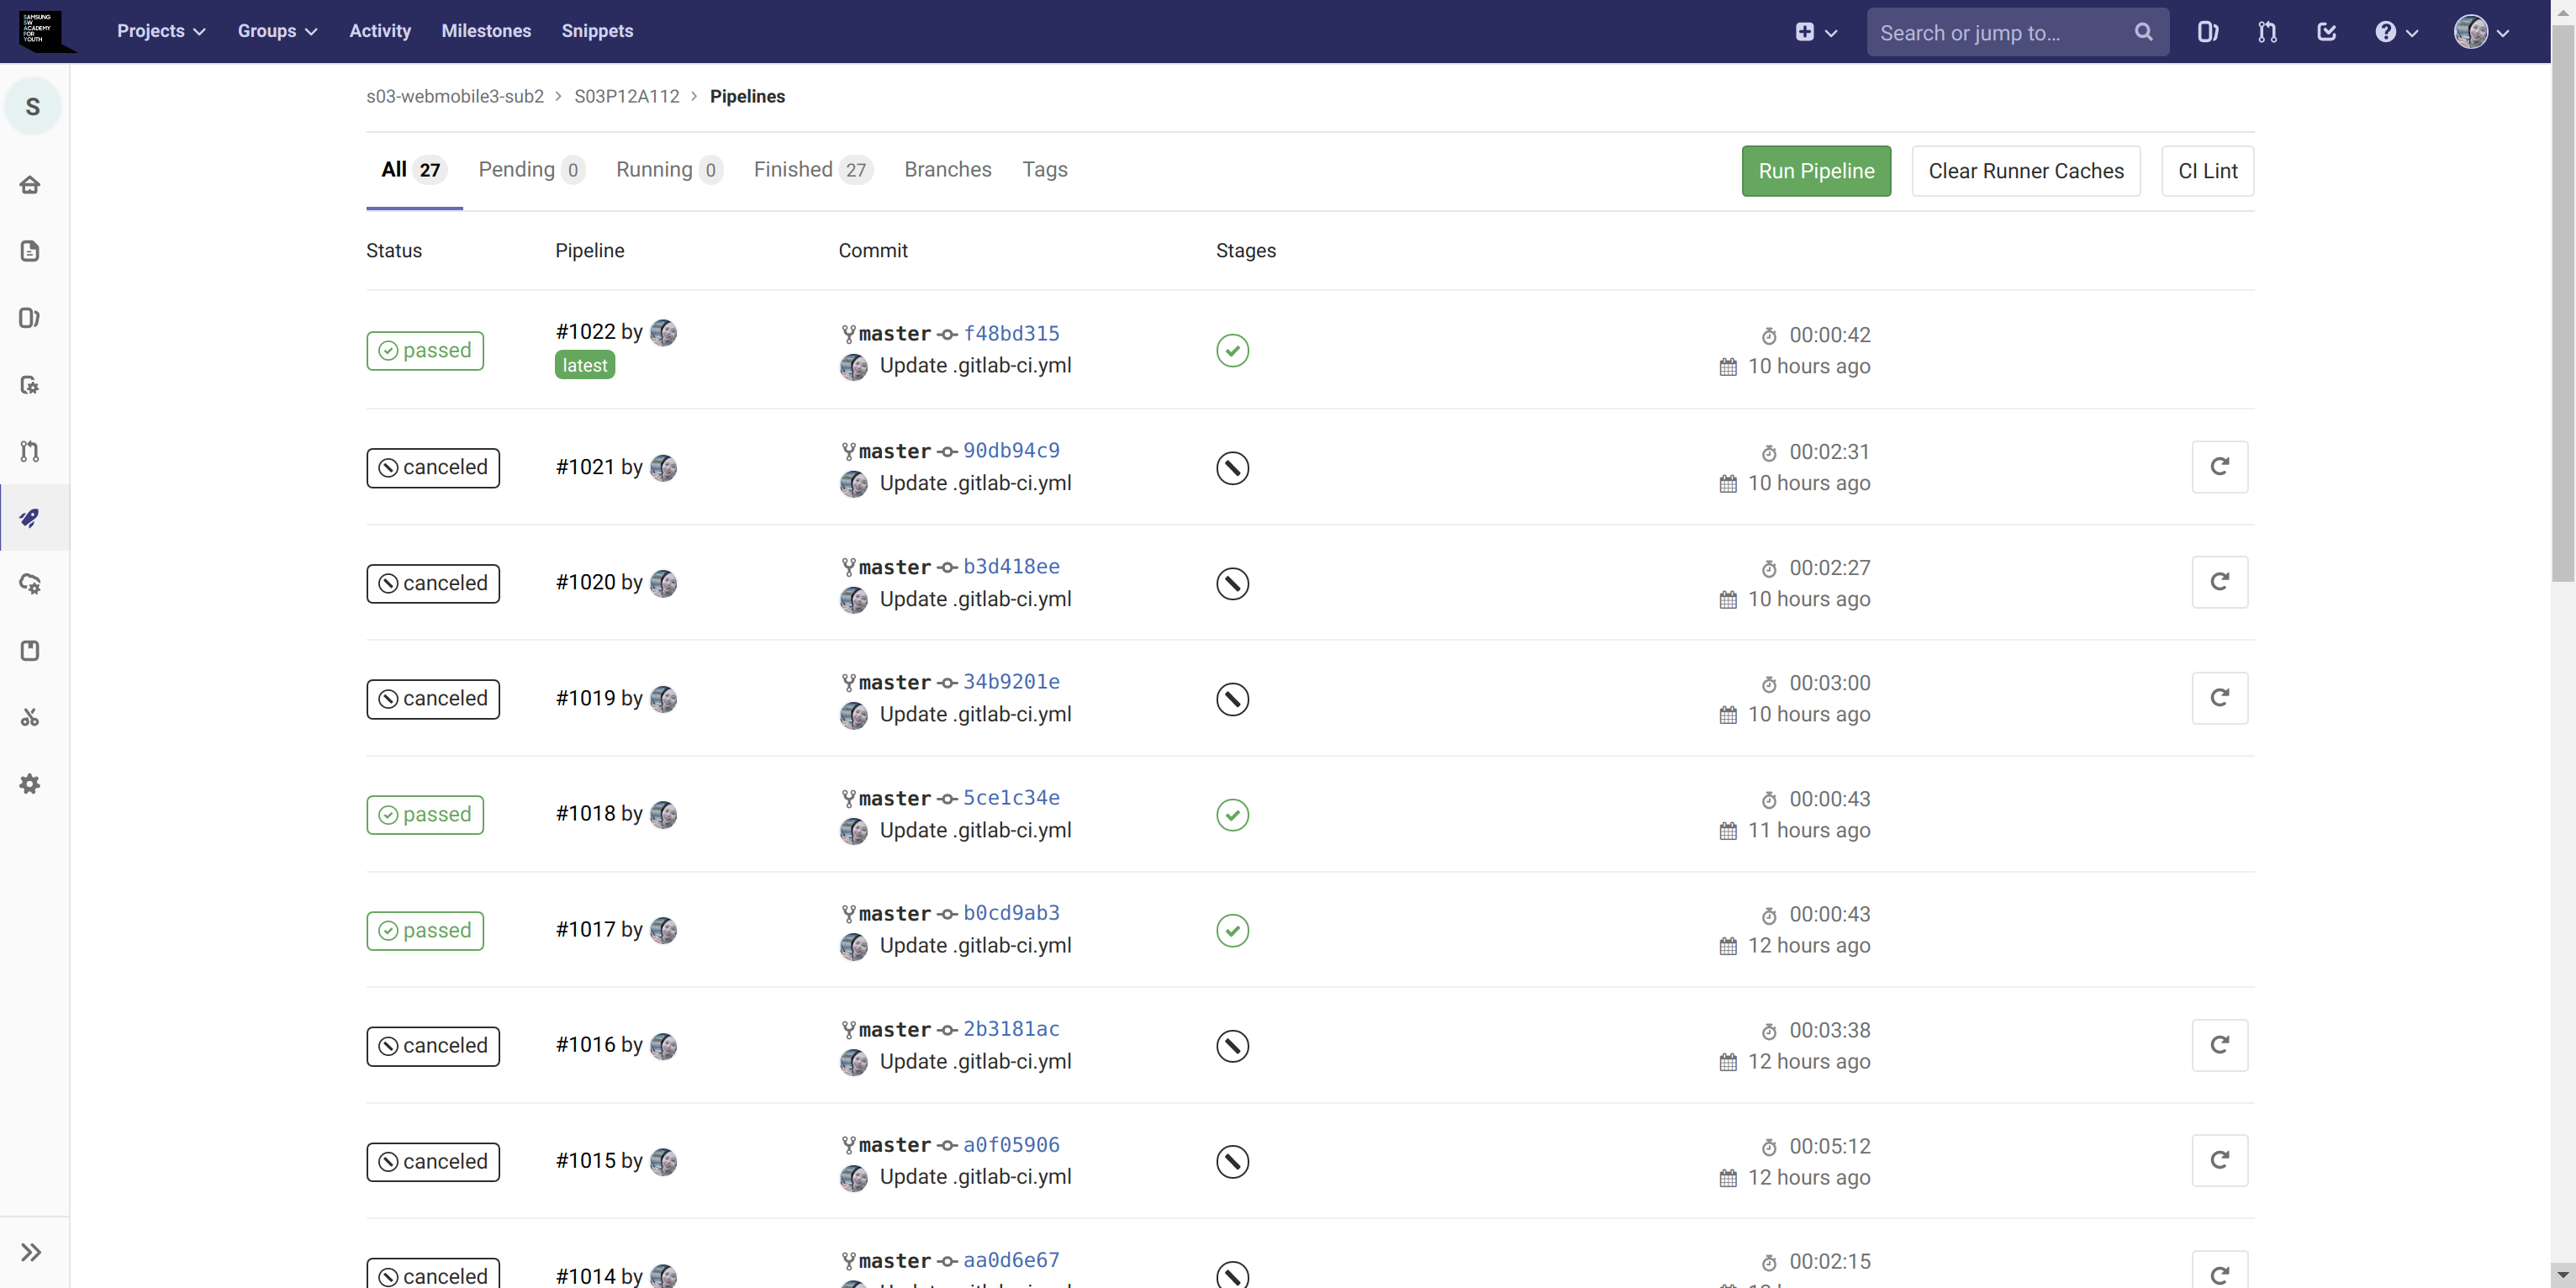 SAMSUNG
SW
ACADEMY
FOR
YOUTH
Projects Groups Activity Milestones Snippets Search or jump to...
S
s03-webmobile3-sub2 > S03P12A112 > Pipelines
All 27 Pending 0 Running 0 Finished 27 Branches Tags Run Pipeline Clear Runner Caches CI Lint
Status Pipeline Commit Stages
passed #1022 by latest master f48bd315 Update .gitlab-ci.yml 00:00:42 10 hours ago
canceled #1021 by master 90db94c9 Update .gitlab-ci.yml 00:02:31 10 hours ago
canceled #1020 by master b3d418ee Update .gitlab-ci.yml 00:02:27 10 hours ago
canceled #1019 by master 34b9201e Update .gitlab-ci.yml 00:03:00 10 hours ago
passed #1018 by master 5ce1c34e Update .gitlab-ci.yml 00:00:43 11 hours ago
passed #1017 by master b0cd9ab3 Update .gitlab-ci.yml 00:00:43 12 hours ago
canceled #1016 by master 2b3181ac Update .gitlab-ci.yml 00:03:38 12 hours ago
canceled #1015 by master a0f05906 Update .gitlab-ci.yml 00:05:12 12 hours ago
canceled #1014 by master aa0d6e67 00:02:15